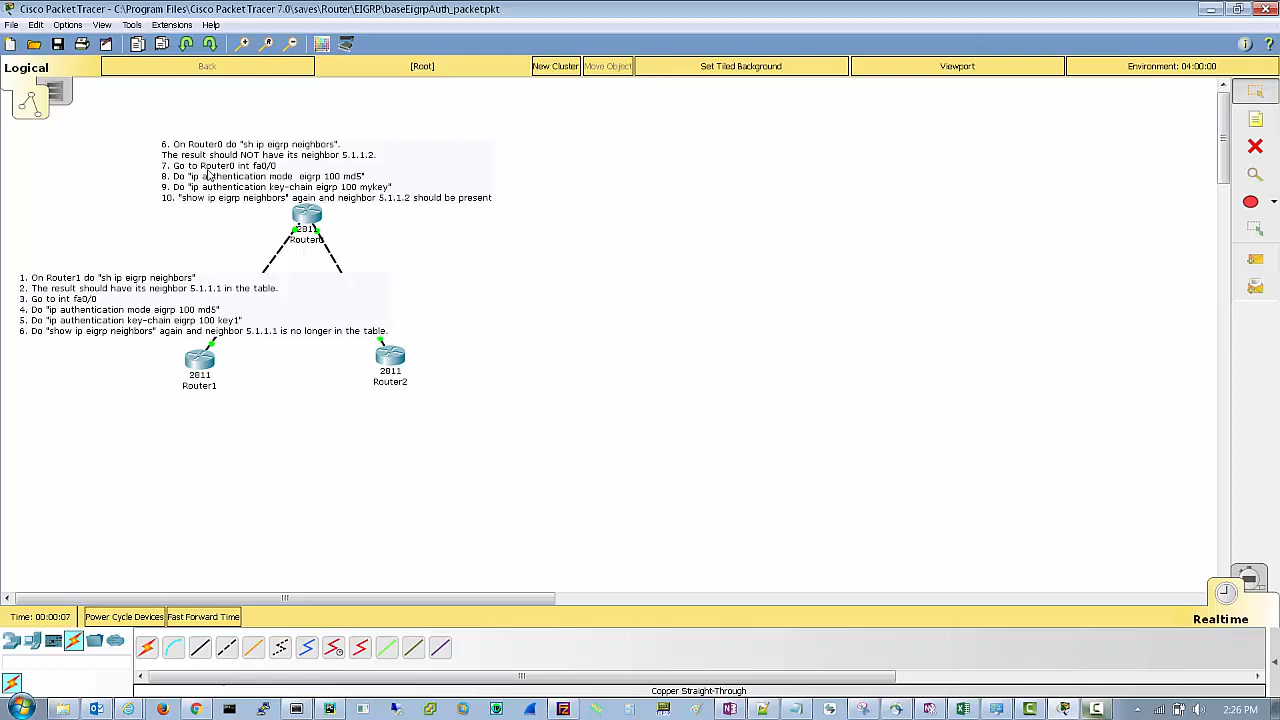 Cisco Packet Tracer - C:\Program Files\Cisco Packet Tracer 7.0\saves\Router\EIGRP\baseEigrpAuth_packet.pkt
File Edit Options View Tools Extensions Help
Logical Back [Root] New Cluster Move Object Set Tiled Background Viewport Environment: 04:00:00
6. On Router0 do "sh ip eigrp neighbors".
The result should NOT have its neighbor 5.1.1.2.
7. Go to Router0 int fa0/0
8. Do "ip authentication mode eigrp 100 md5"
9. Do "ip authentication key-chain eigrp 100 mykey"
10. "show ip eigrp neighbors" again and neighbor 5.1.1.2 should be present
2811
Router0
1. On Router1 do "sh ip eigrp neighbors"
2. The result should have its neighbor 5.1.1.1 in the table.
3. Go to int fa0/0
4. Do "ip authentication mode eigrp 100 md5"
5. Do "ip authentication key-chain eigrp 100 key1"
6. Do "show ip eigrp neighbors" again and neighbor 5.1.1.1 is no longer in the table.
2811
Router1
2811
Router2
Time: 00:00:07 Power Cycle Devices Fast Forward Time
Realtime
Copper Straight-Through
2:26 PM